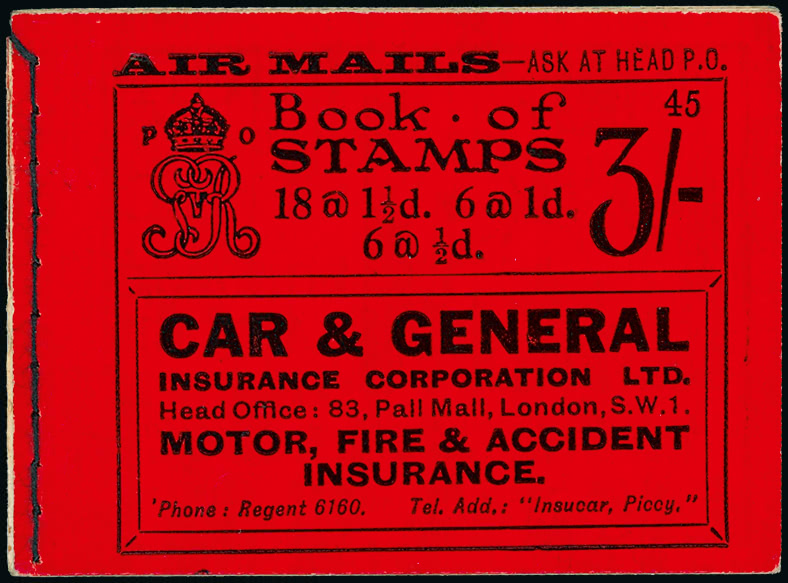 AIR MAILS—ASK AT HEAD P.O.
45
P O
GVR
Book · of
STAMPS
3/-
18 @ 1½d. 6 @ 1d.
6 @ ½d.
CAR & GENERAL
INSURANCE CORPORATION LTD.
Head Office: 83, Pall Mall, London, S.W.1.
MOTOR, FIRE & ACCIDENT
INSURANCE.
'Phone: Regent 6160. Tel. Add.: "Insucar, Piccy."